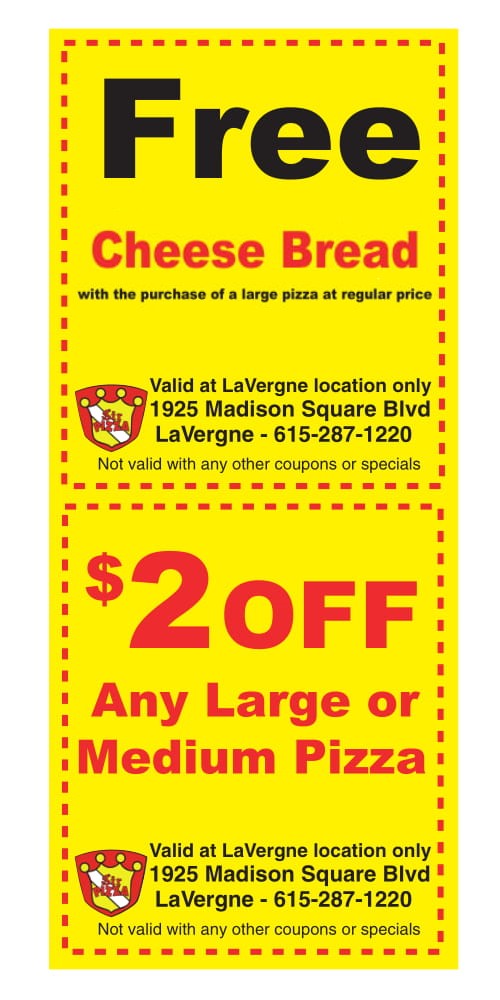 Free
Cheese Bread
with the purchase of a large pizza at regular price
Valid at LaVergne location only
1925 Madison Square Blvd
LaVergne - 615-287-1220
Not valid with any other coupons or specials
$2 OFF
Any Large or
Medium Pizza
Valid at LaVergne location only
1925 Madison Square Blvd
LaVergne - 615-287-1220
Not valid with any other coupons or specials